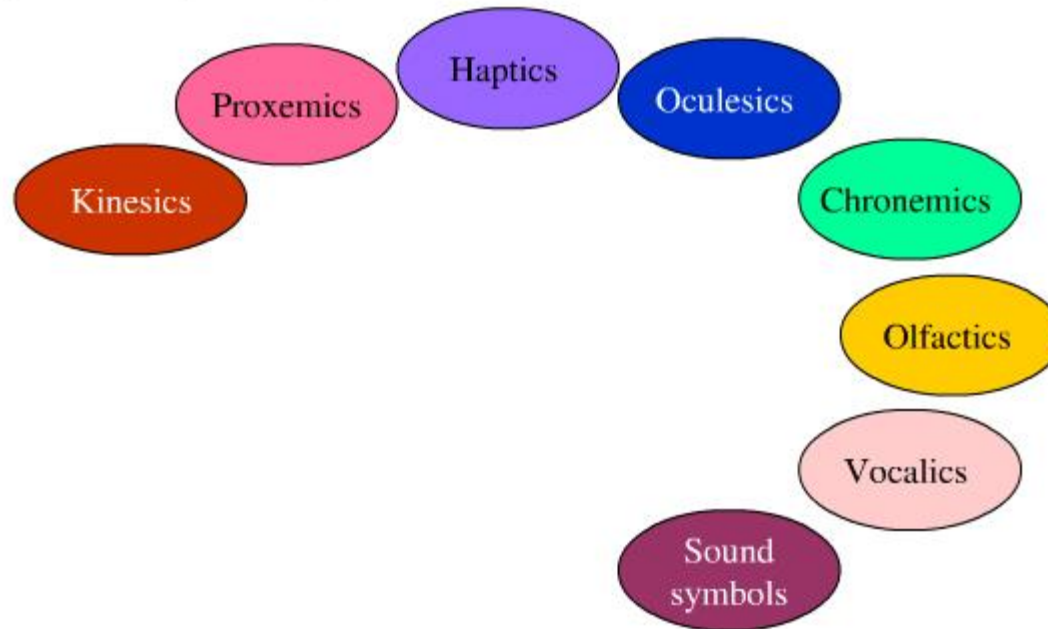 Kinesics
Proxemics
Haptics
Oculesics
Chronemics
Olfactics
Vocalics
Sound
symbols